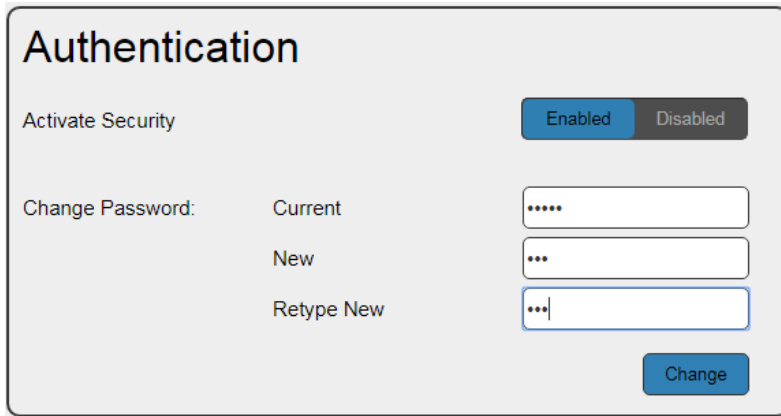 Authentication
Activate Security Enabled Disabled
Change Password: Current •••••
New •••
Retype New •••
Change